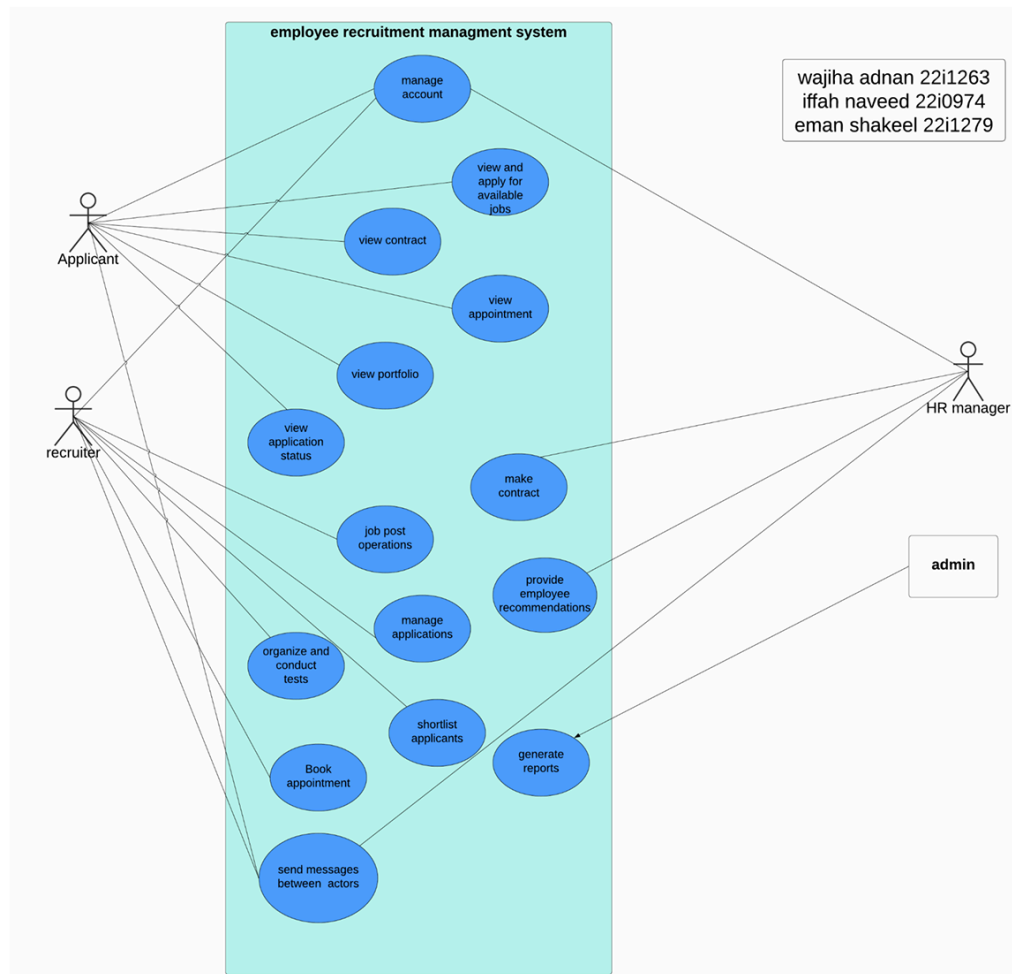 employee recruitment managment system
wajiha adnan 22i1263
iffah naveed 22i0974
eman shakeel 22i1279
manage
account
view and
apply for
available
jobs
view contract
Applicant
view
appointment
view portfolio
HR manager
view
application
status
recruiter
make
contract
job post
operations
admin
provide
employee
recommendations
manage
applications
organize and
conduct
tests
shortlist
applicants
generate
reports
Book
appointment
send messages
between  actors